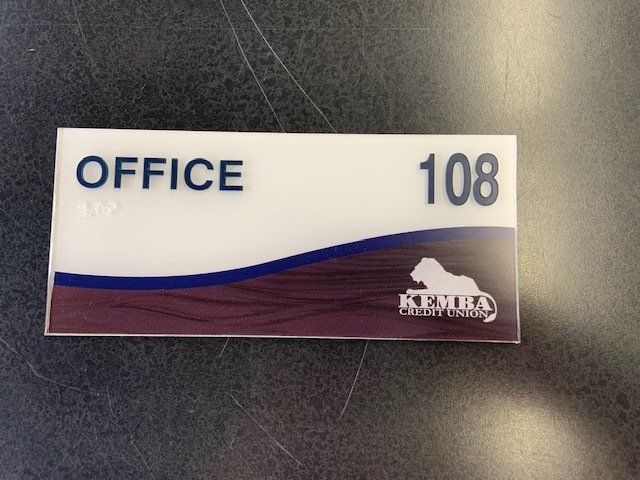 OFFICE
108
KEMBA
CREDIT UNION